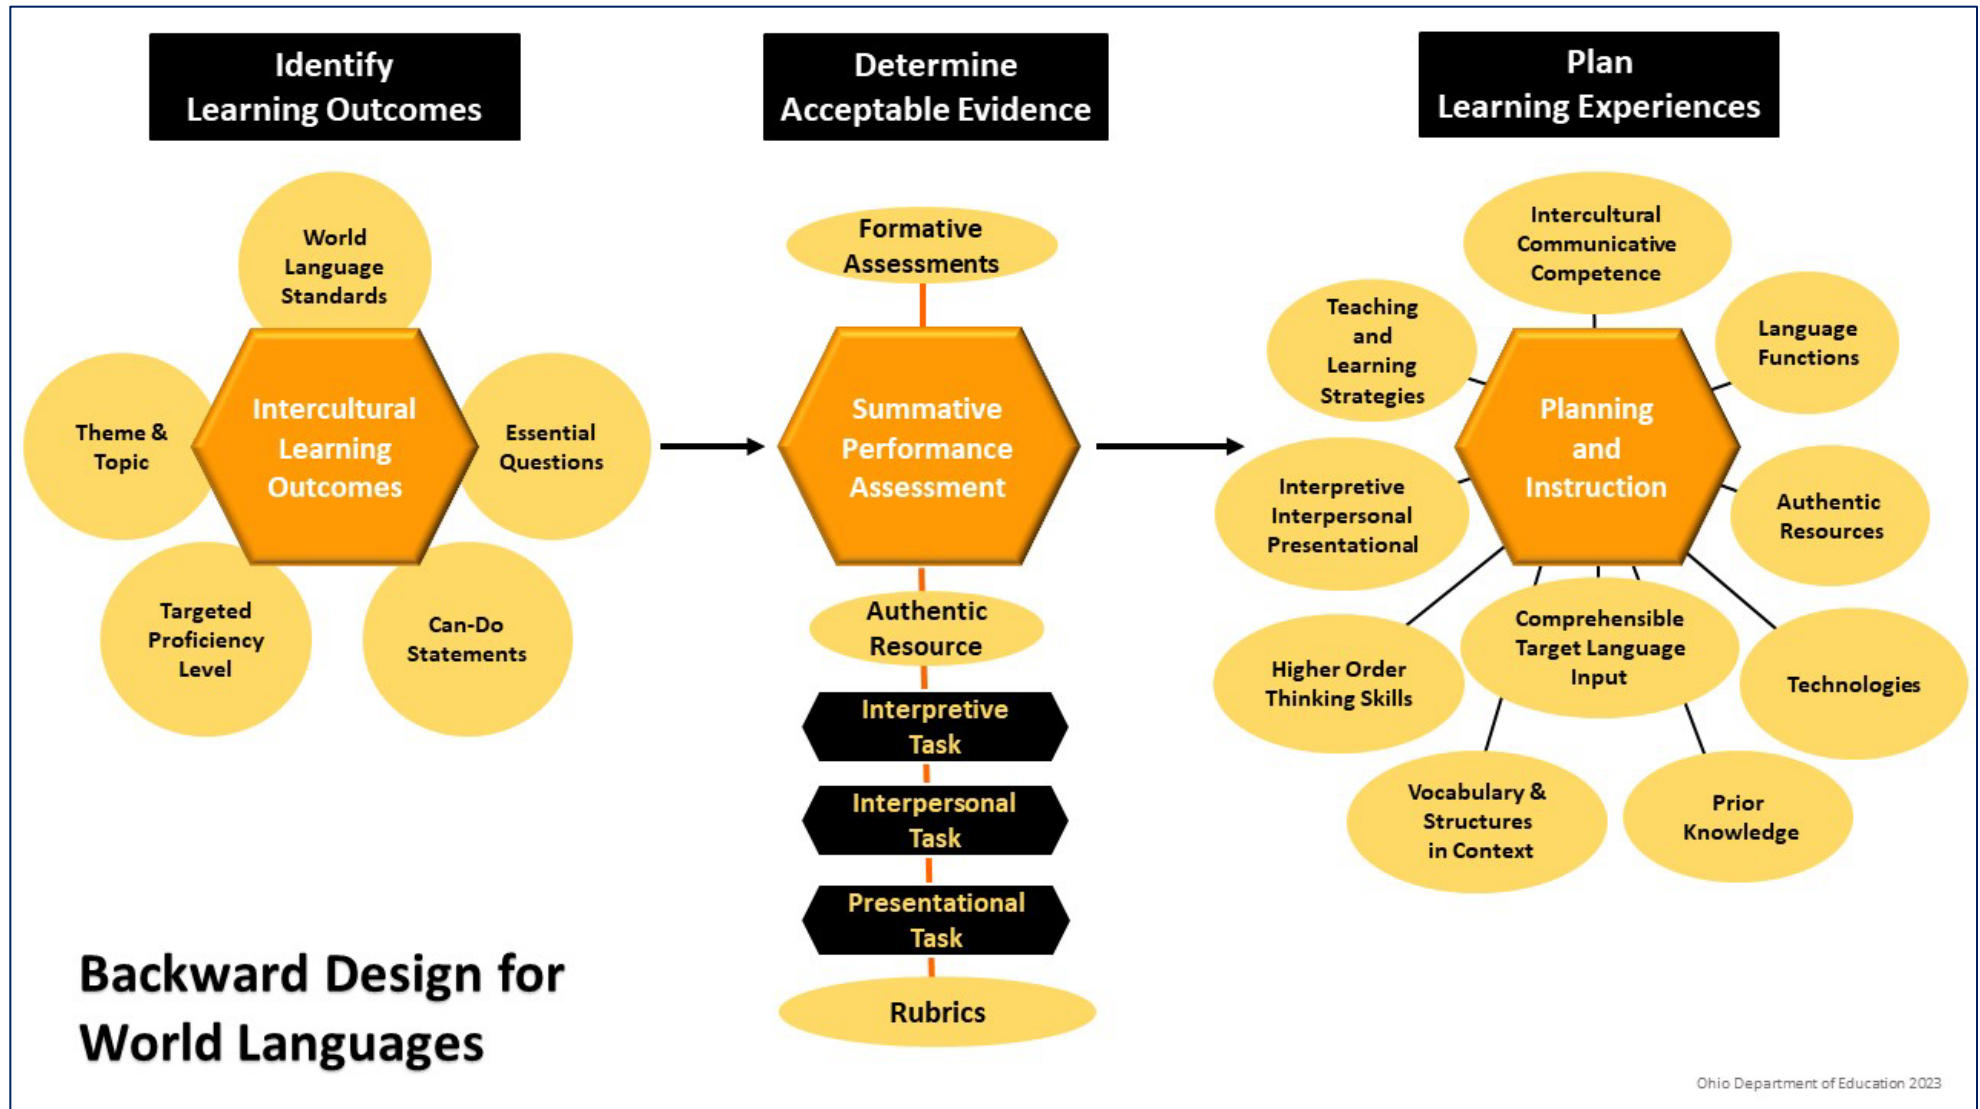 Identify
Learning Outcomes
World
Language
Standards
Theme &
Topic
Intercultural
Learning
Outcomes
Essential
Questions
Targeted
Proficiency
Level
Can-Do
Statements
Determine
Acceptable Evidence
Formative
Assessments
Summative
Performance
Assessment
Authentic
Resource
Interpretive
Task
Interpersonal
Task
Presentational
Task
Rubrics
Plan
Learning Experiences
Intercultural
Communicative
Competence
Teaching
and
Learning
Strategies
Language
Functions
Planning
and
Instruction
Interpretive
Interpersonal
Presentational
Authentic
Resources
Higher Order
Thinking Skills
Comprehensible
Target Language
Input
Technologies
Vocabulary &
Structures
in Context
Prior
Knowledge
Backward Design for
World Languages
Ohio Department of Education 2023